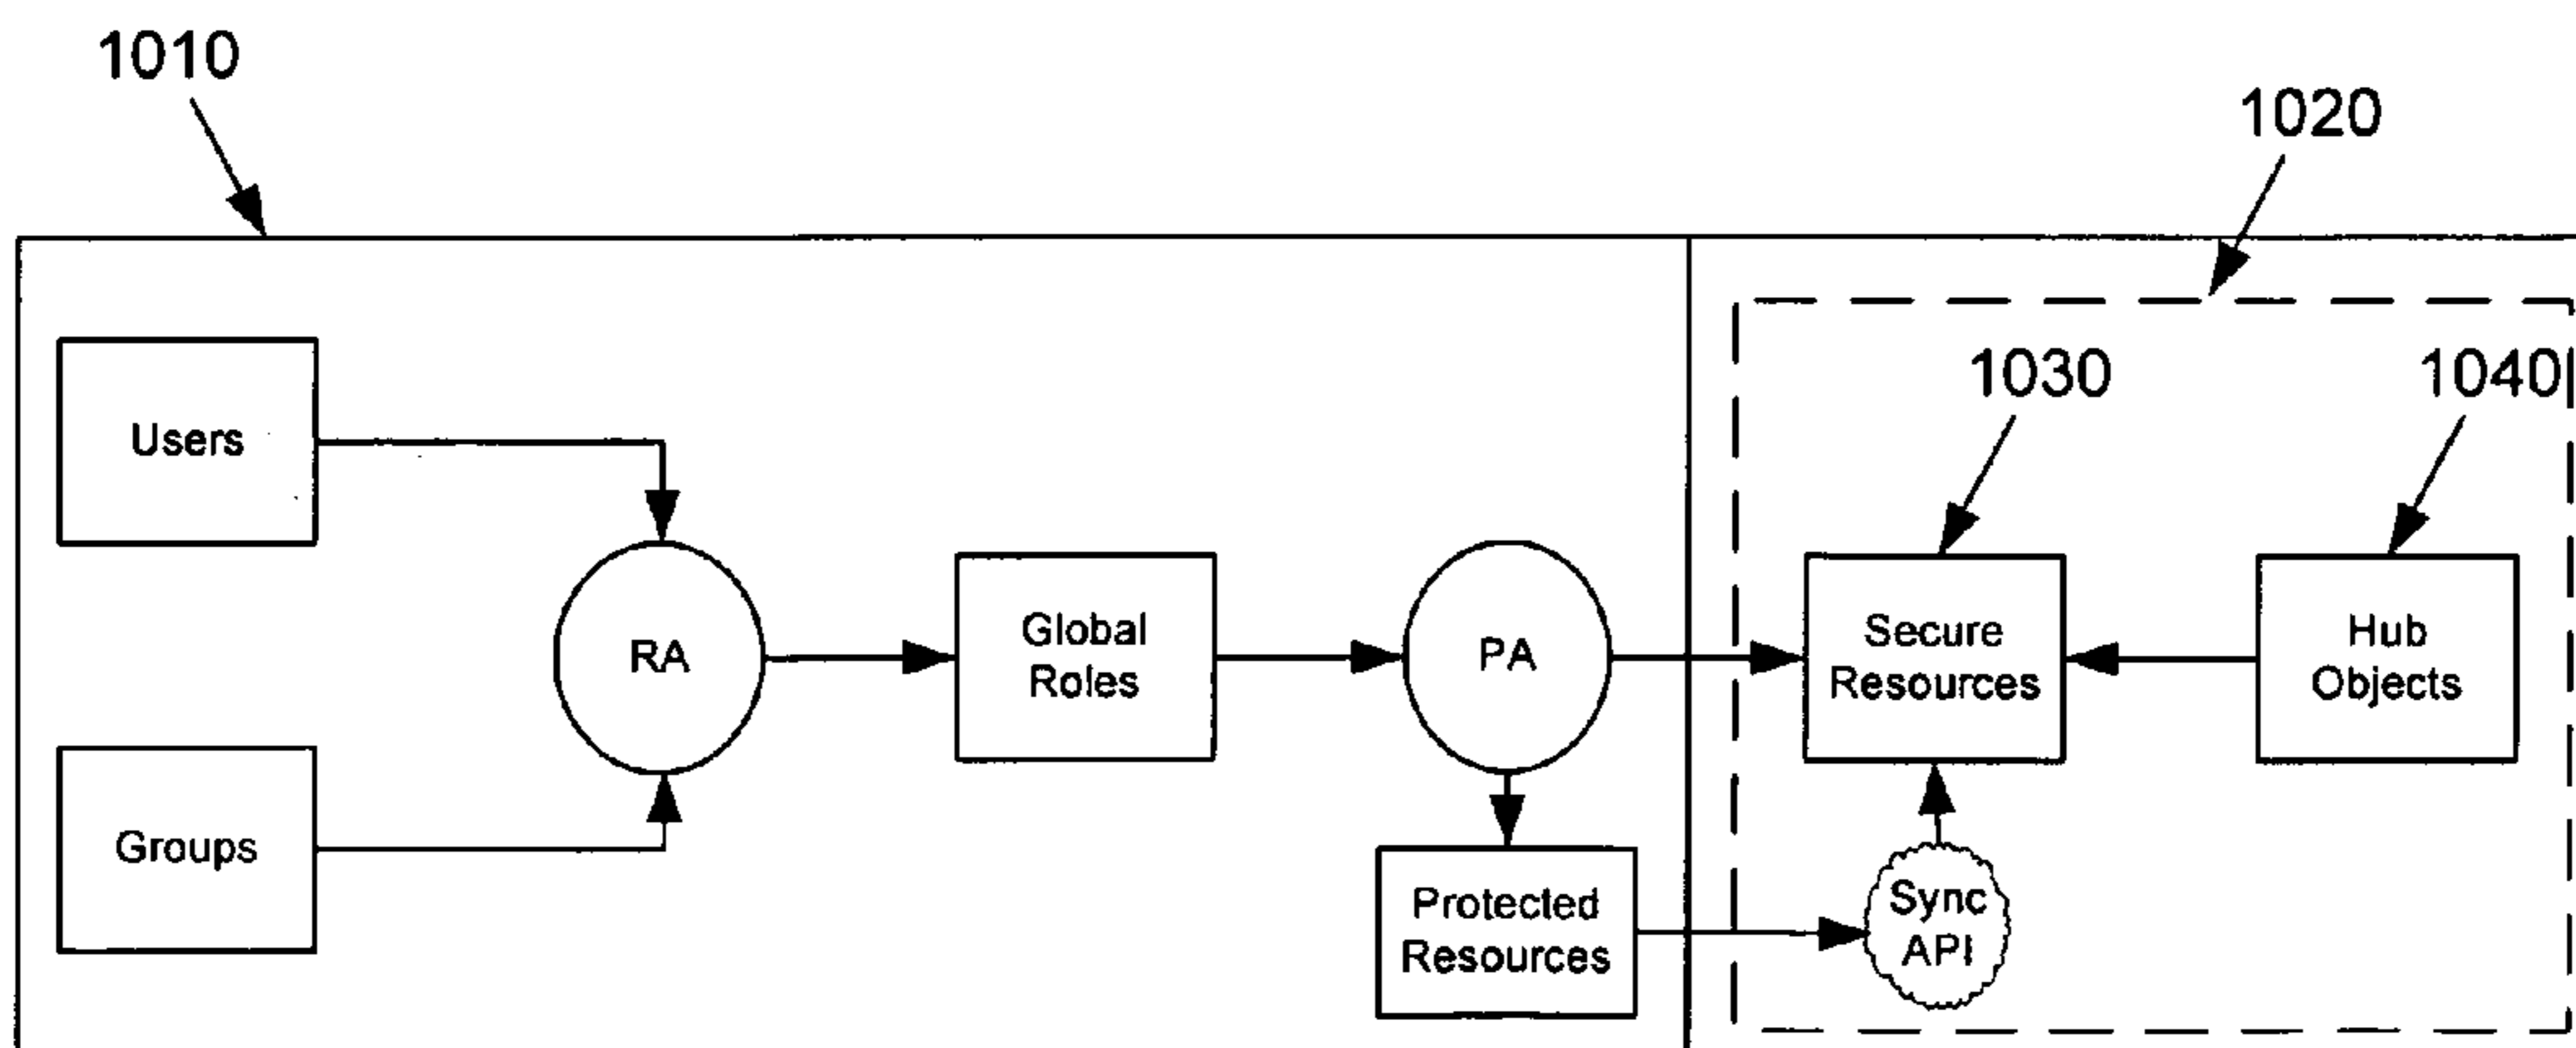 1010
1020
1030
1040
Users
RA
Global
Roles
PA
Secure
Resources
Hub
Objects
Groups
Protected
Resources
Sync
API